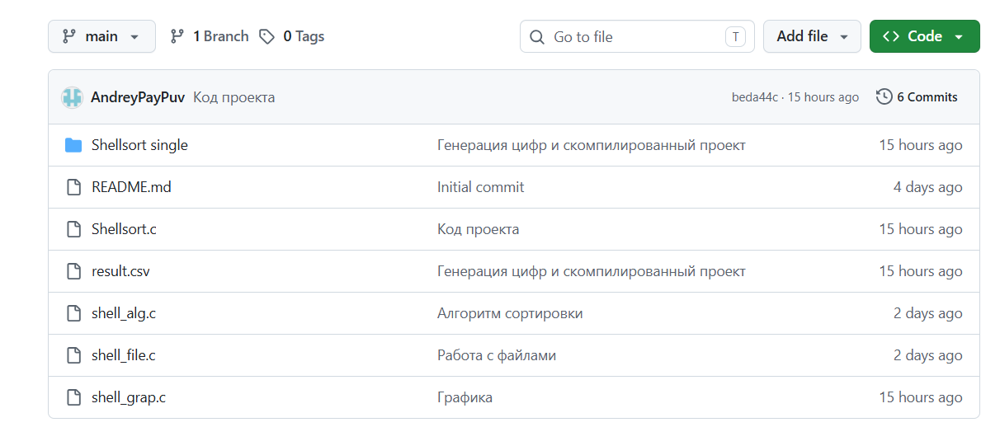 main 1 Branch 0 Tags Go to file T Add file Code
AndreyPayPuv Код проекта beda44c · 15 hours ago 6 Commits
Shellsort single Генерация цифр и скомпилированный проект 15 hours ago
README.md Initial commit 4 days ago
Shellsort.c Код проекта 15 hours ago
result.csv Генерация цифр и скомпилированный проект 15 hours ago
shell_alg.c Алгоритм сортировки 2 days ago
shell_file.c Работа с файлами 2 days ago
shell_grap.c Графика 15 hours ago